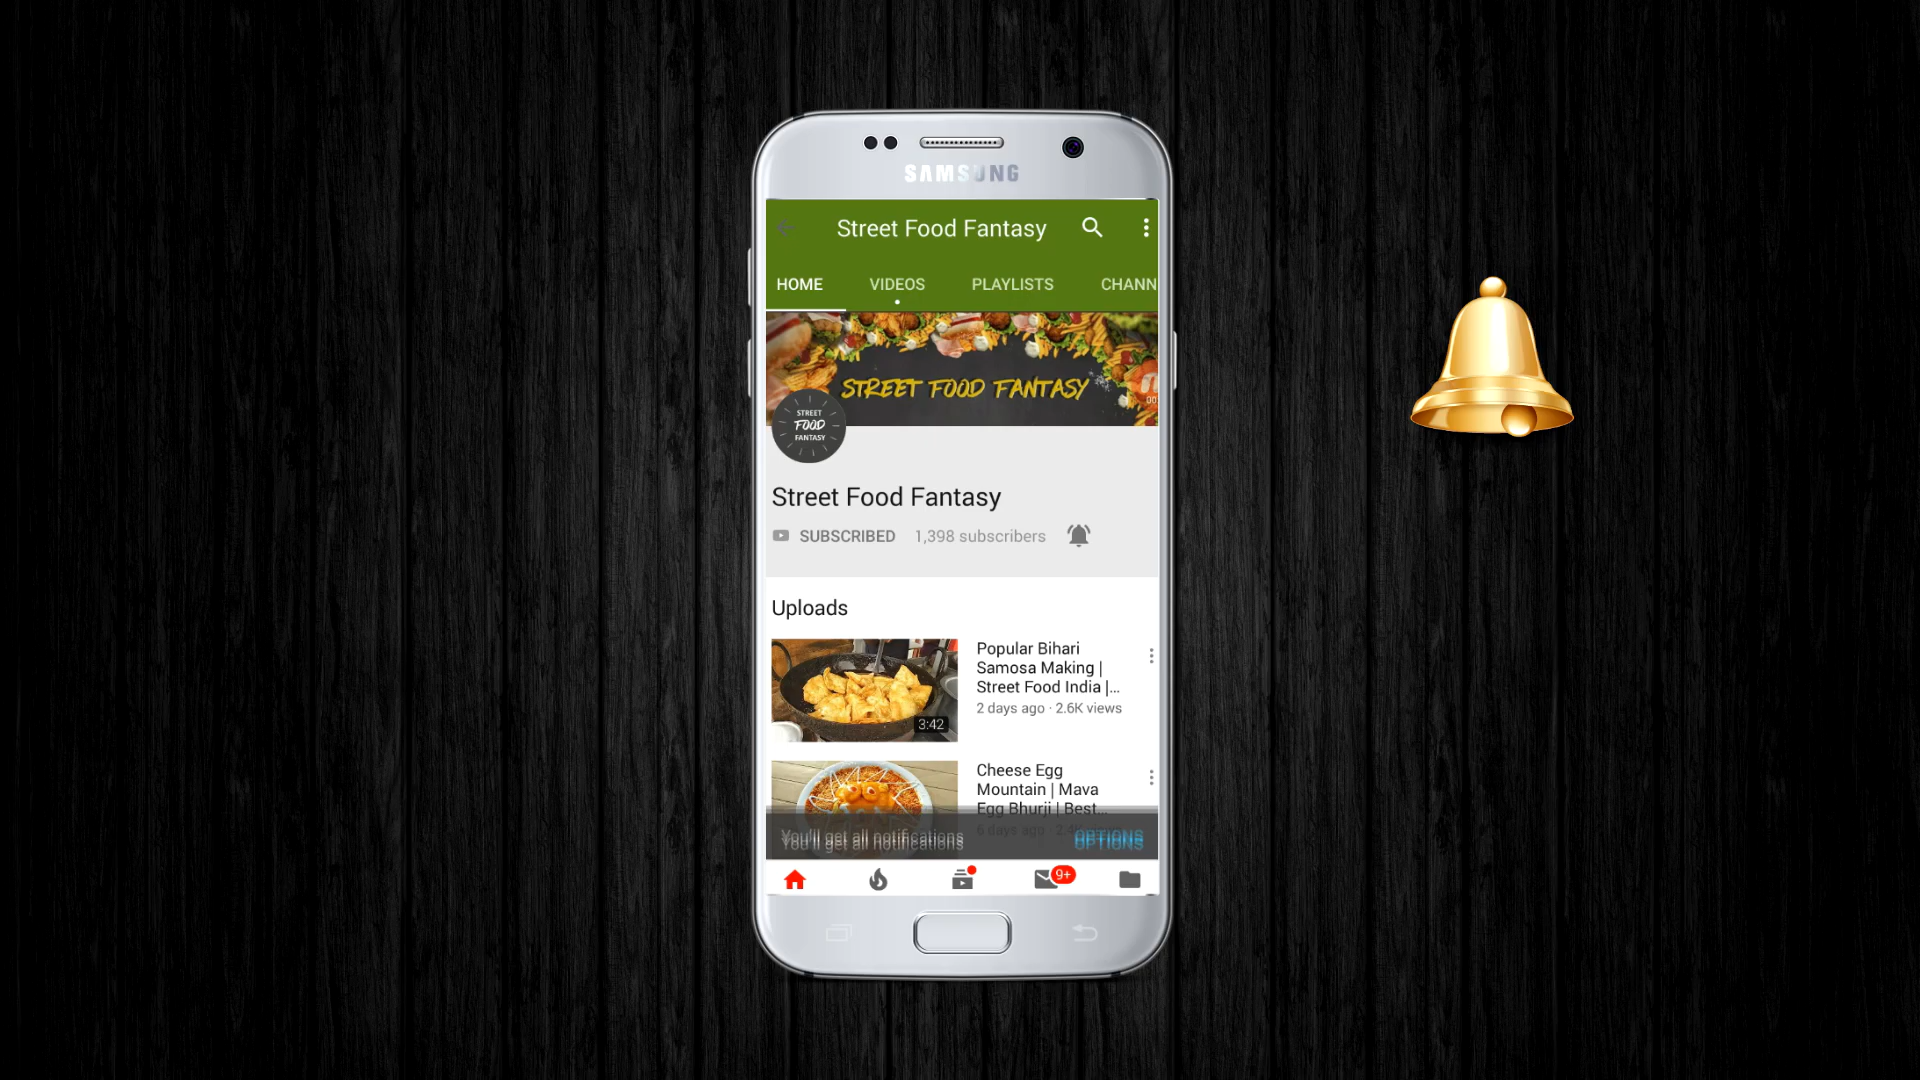 SAMSUNG
Street Food Fantasy
HOME VIDEOS PLAYLISTS CHANN
STREET FOOD FANTASY
00
STREET
FOOD
FANTASY
Street Food Fantasy
SUBSCRIBED 1,398 subscribers
Uploads
Popular Bihari
Samosa Making |
Street Food India |...
2 days ago · 2.6K views
3:42
Cheese Egg
Mountain | Mava
Egg Bhurji | Best...
6 days ago
You'll get all notifications OPTIONS
9+